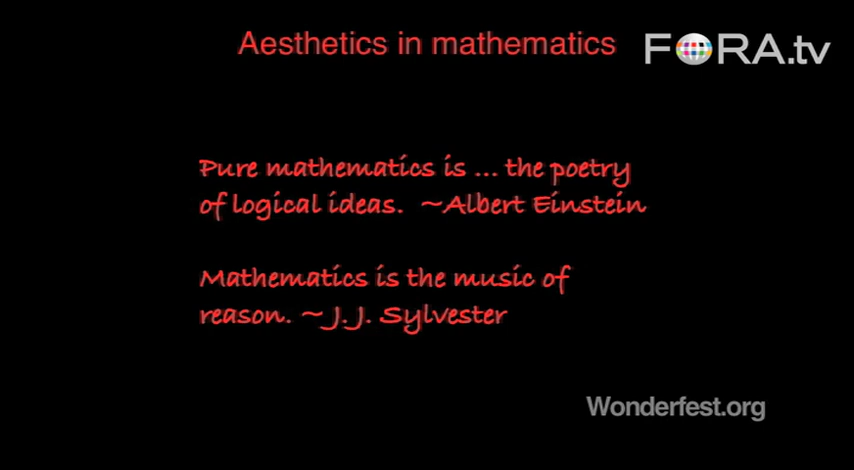 Aesthetics in mathematics
FORA.tv
Pure mathematics is ... the poetry
of logical ideas. ~Albert Einstein
Mathematics is the music of
reason. ~J.J. Sylvester
Wonderfest.org